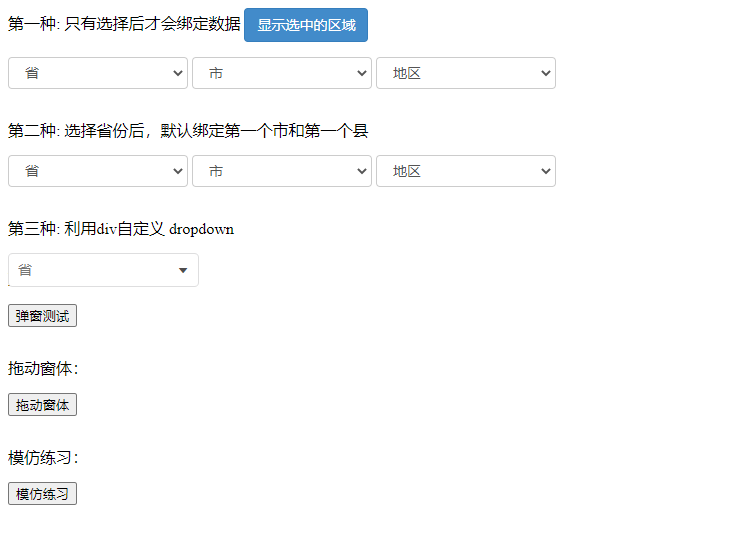 第一种: 只有选择后才会绑定数据 显示选中的区域
省 市 地区
第二种: 选择省份后，默认绑定第一个市和第一个县
省 市 地区
第三种: 利用div自定义 dropdown
省
弹窗测试
拖动窗体：
拖动窗体
模仿练习：
模仿练习